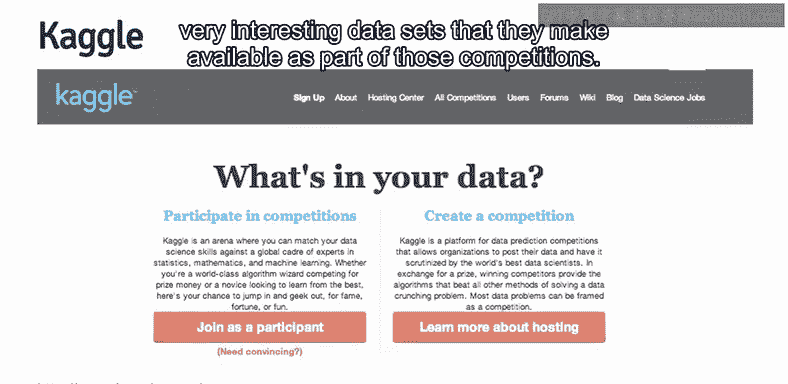 Kaggle
very interesting data sets that they make
available as part of those competitions.
kaggle
Sign Up About Hosting Center All Competitions Users Forums Wiki Blog Data Science Jobs
What's in your data?
Participate in competitions
Kaggle is an arena where you can match your data
science skills against a global cadre of experts in
statistics, mathematics, and machine learning. Whether
you're a world-class algorithm wizard competing for
prize money or a novice looking to learn from the best,
here's your chance to jump in and geek out, for fame,
fortune, or fun.
Join as a participant
(Need convincing?)
Create a competition
Kaggle is a platform for data prediction competitions
that allows organizations to post their data and have it
scrutinized by the world's best data scientists. In
exchange for a prize, winning competitors provide the
algorithms that beat all other methods of solving a data
crunching problem. Most data problems can be framed
as a competition.
Learn more about hosting